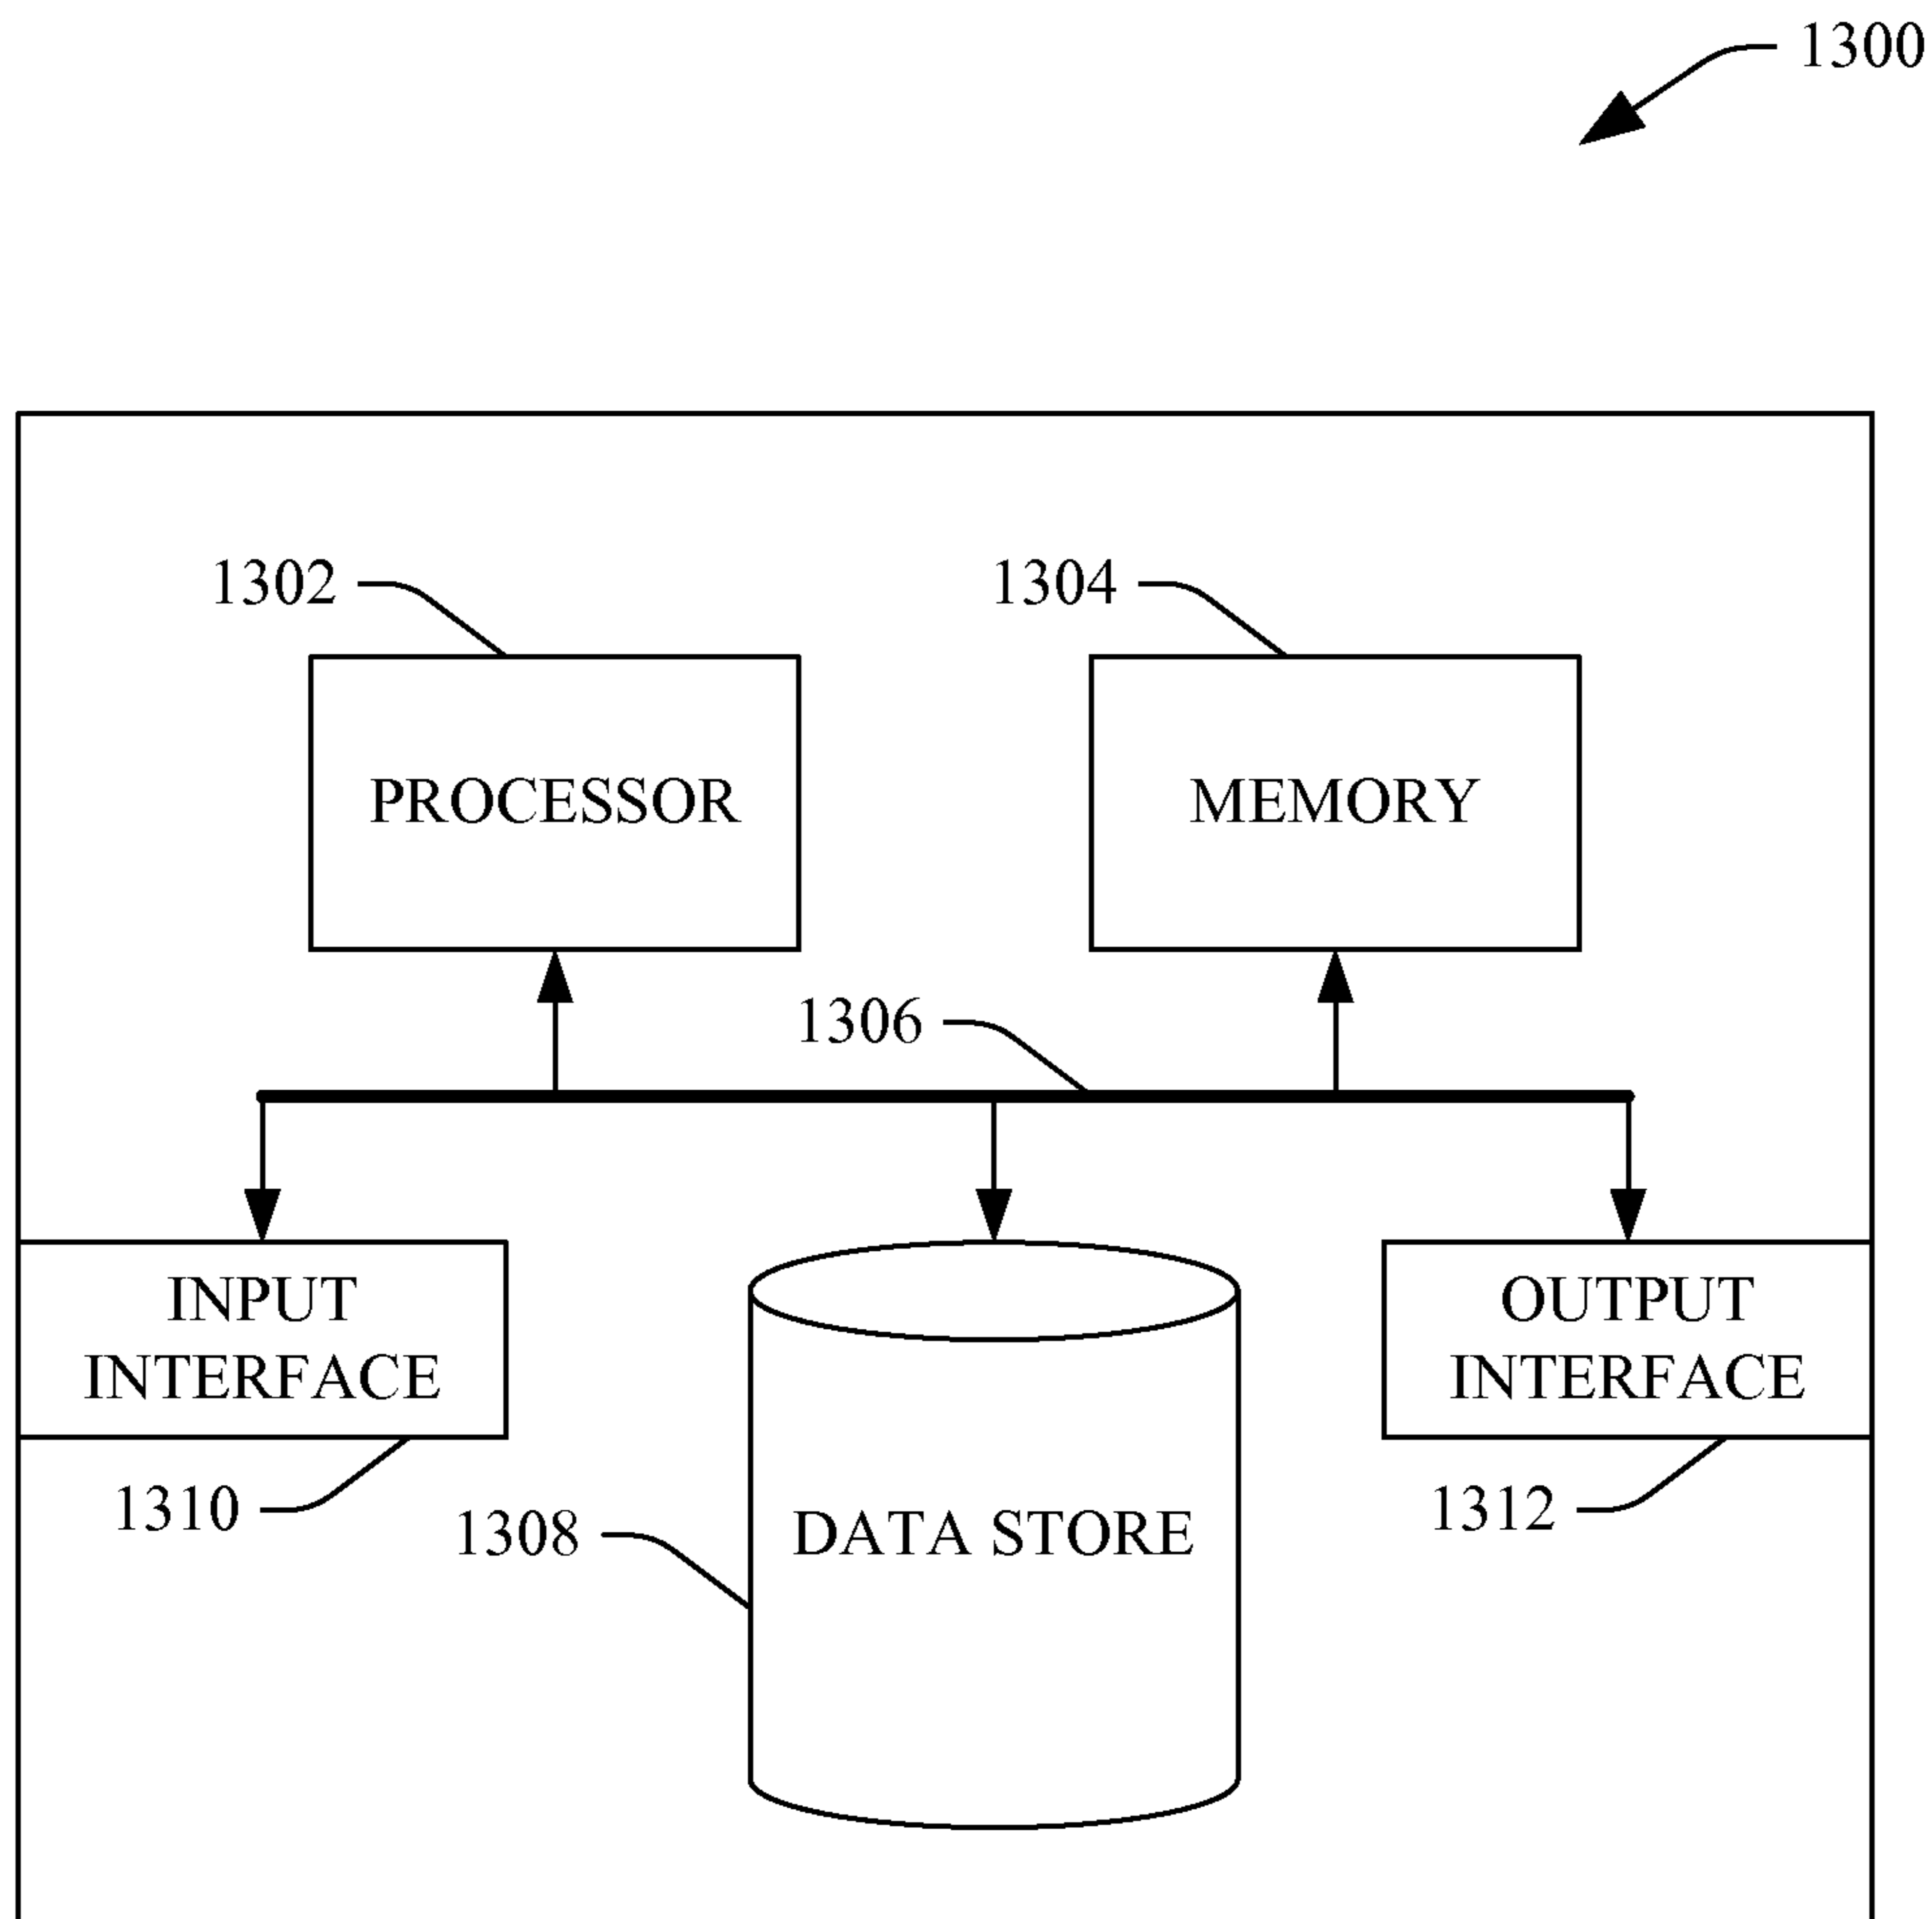 1300
1302
1304
PROCESSOR
MEMORY
1306
INPUT
INTERFACE
OUTPUT
INTERFACE
1310
1308
DATA STORE
1312